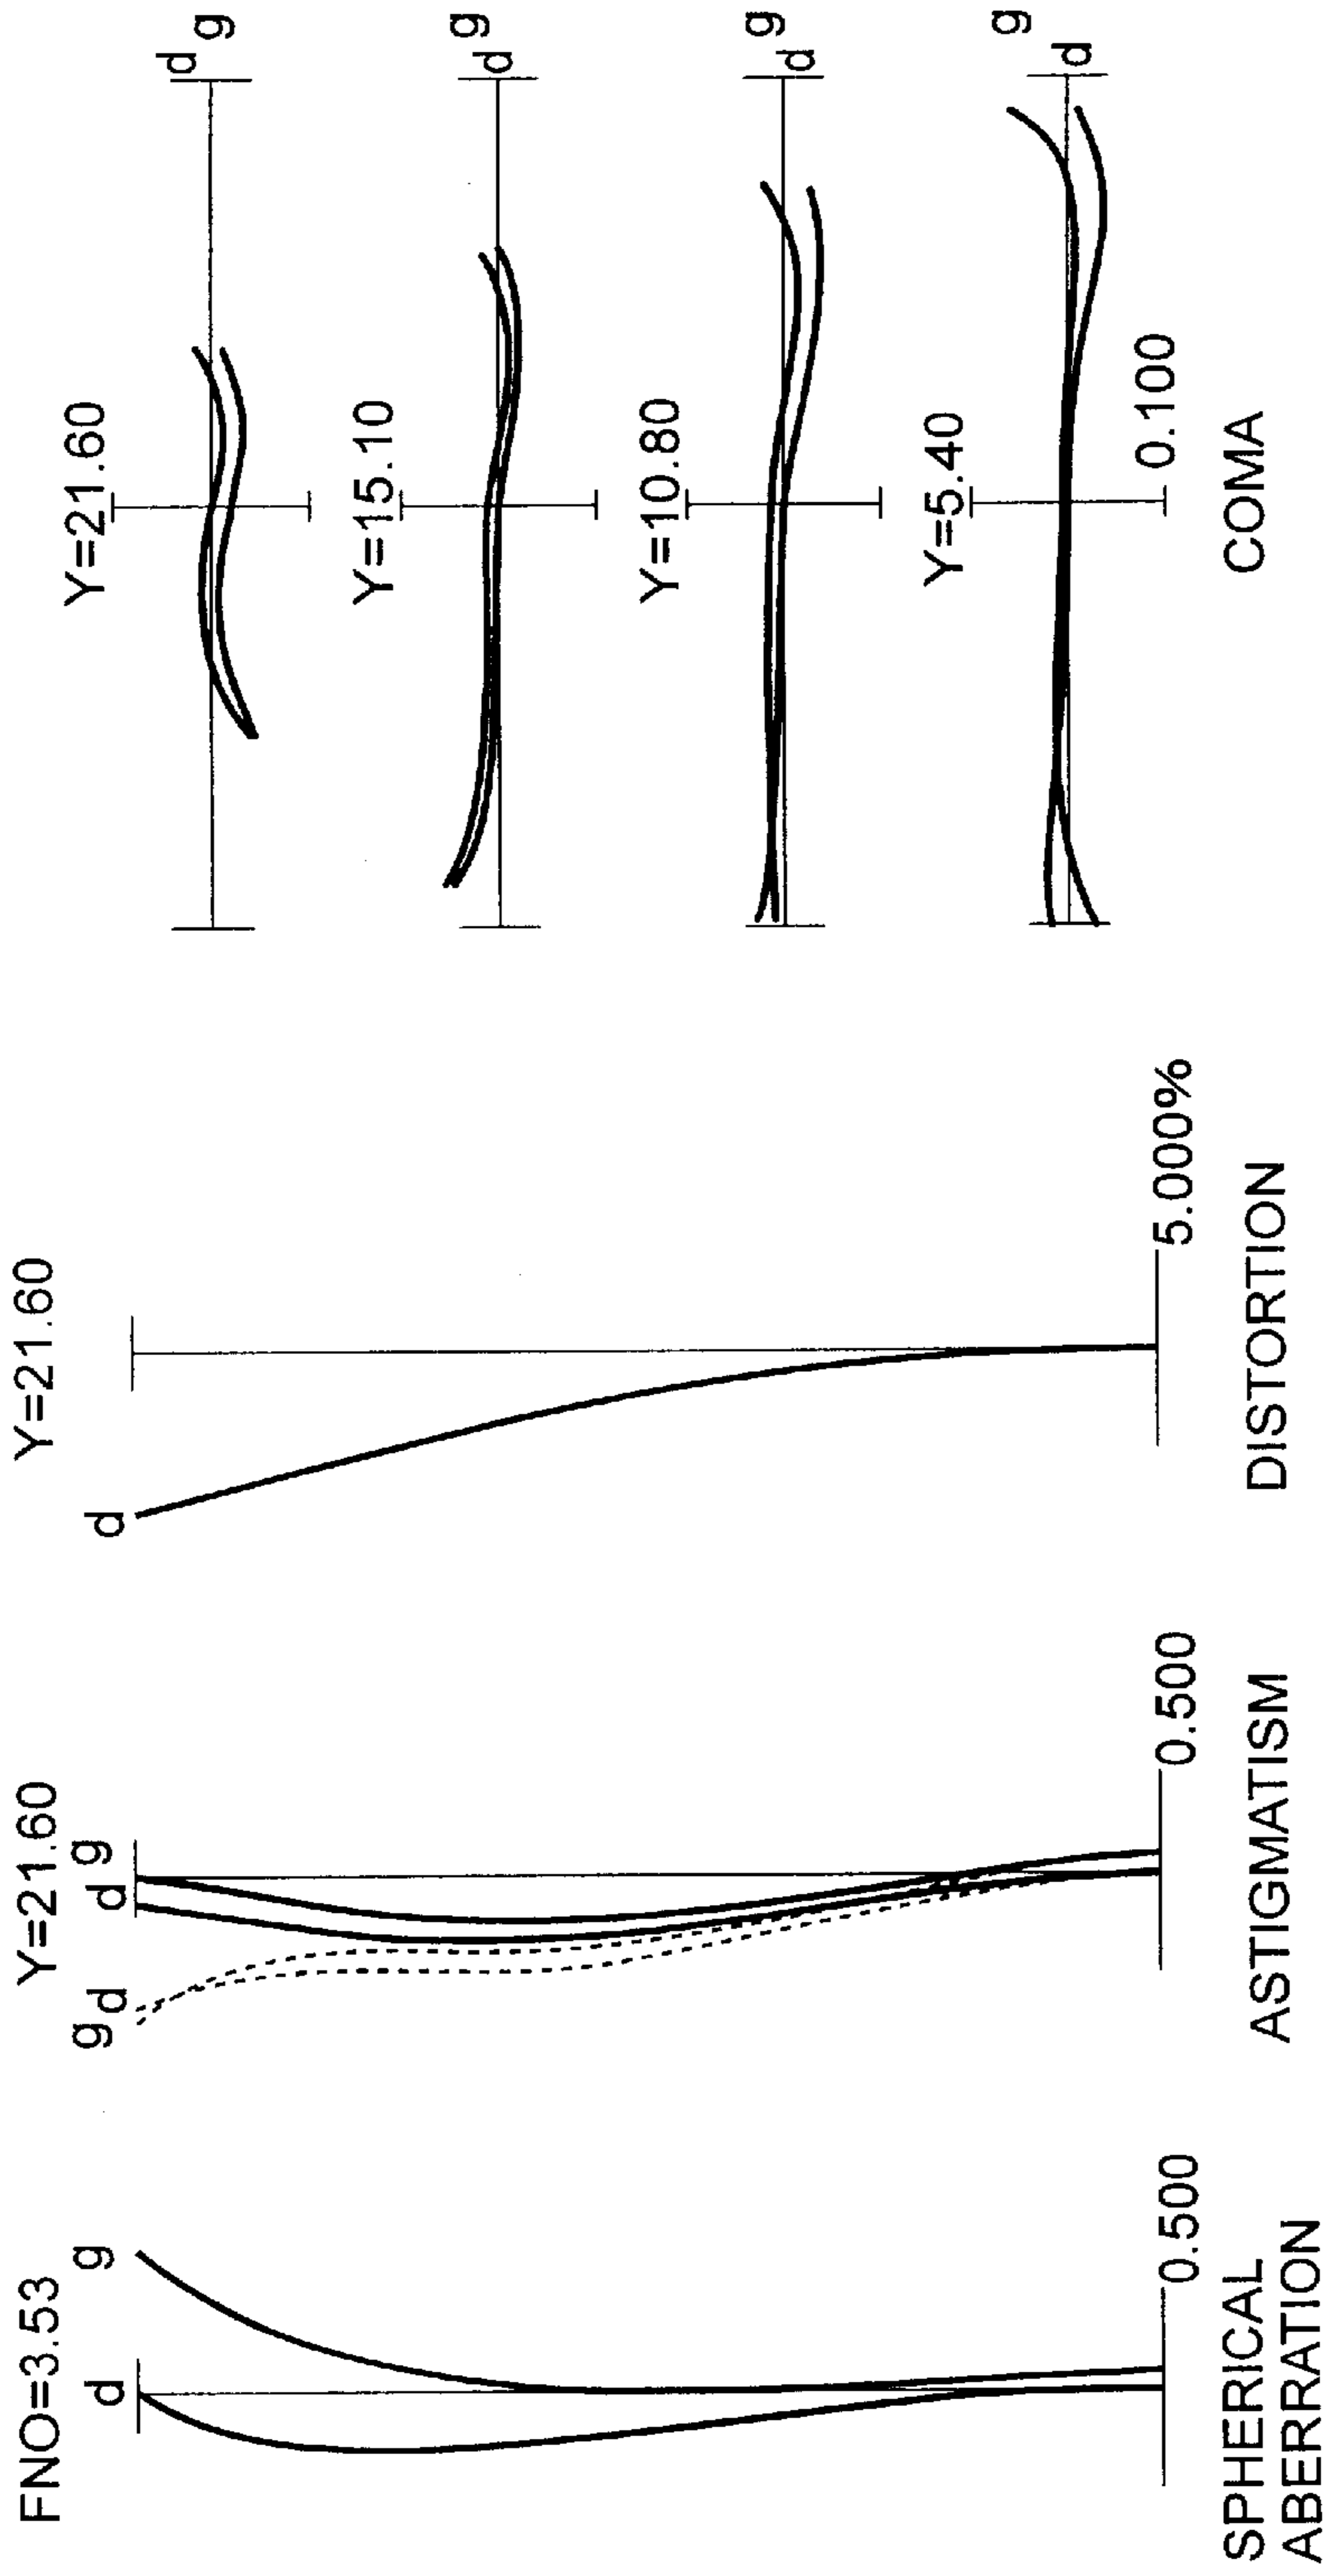 FNO=3.53
d
g
0.500
SPHERICAL
ABERRATION
Y=21.60
g
d
d
g
0.500
ASTIGMATISM
Y=21.60
d
5.000%
DISTORTION
Y=21.60
d
g
Y=15.10
g
d
Y=10.80
g
d
Y=5.40
g
d
0.100
COMA